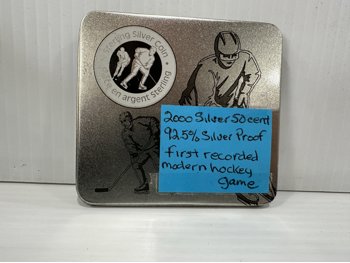 Sterling Silver Coin
en argent Sterling
2000 Silver 50 cent
92.5% Silver Proof
first recorded
modern hockey
game